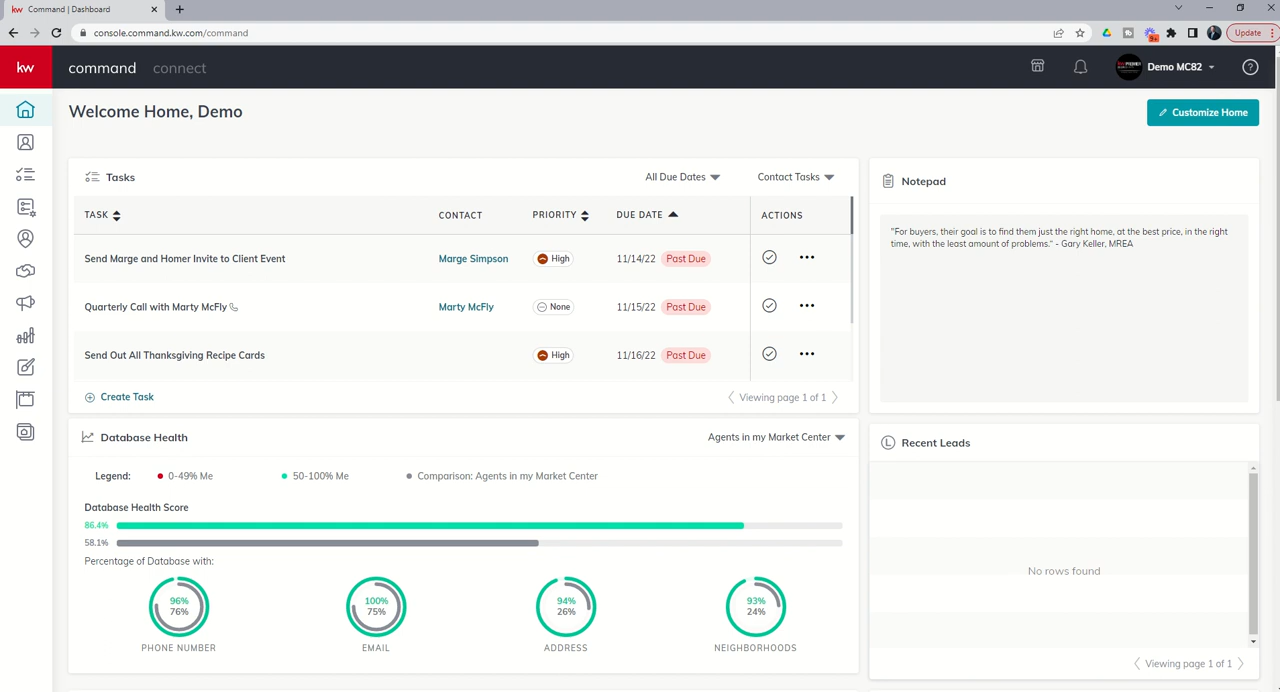 kw Command | Dashboard
console.command.kw.com/command
9+
Update
kw command connect
Demo MC82
Welcome Home, Demo
Customize Home
Tasks
All Due Dates
Contact Tasks
TASK CONTACT PRIORITY DUE DATE ACTIONS
Send Marge and Homer Invite to Client Event Marge Simpson High 11/14/22 Past Due
Quarterly Call with Marty McFly Marty McFly None 11/15/22 Past Due
Send Out All Thanksgiving Recipe Cards High 11/16/22 Past Due
Create Task
Viewing page 1 of 1
Notepad
"For buyers, their goal is to find them just the right home, at the best price, in the right
time, with the least amount of problems." - Gary Keller, MREA
Database Health
Agents in my Market Center
Legend: 0-49% Me 50-100% Me Comparison: Agents in my Market Center
Database Health Score
86.4%
58.1%
Percentage of Database with:
96% 100% 94% 93%
76% 75% 26% 24%
PHONE NUMBER EMAIL ADDRESS NEIGHBORHOODS
Recent Leads
No rows found
Viewing page 1 of 1